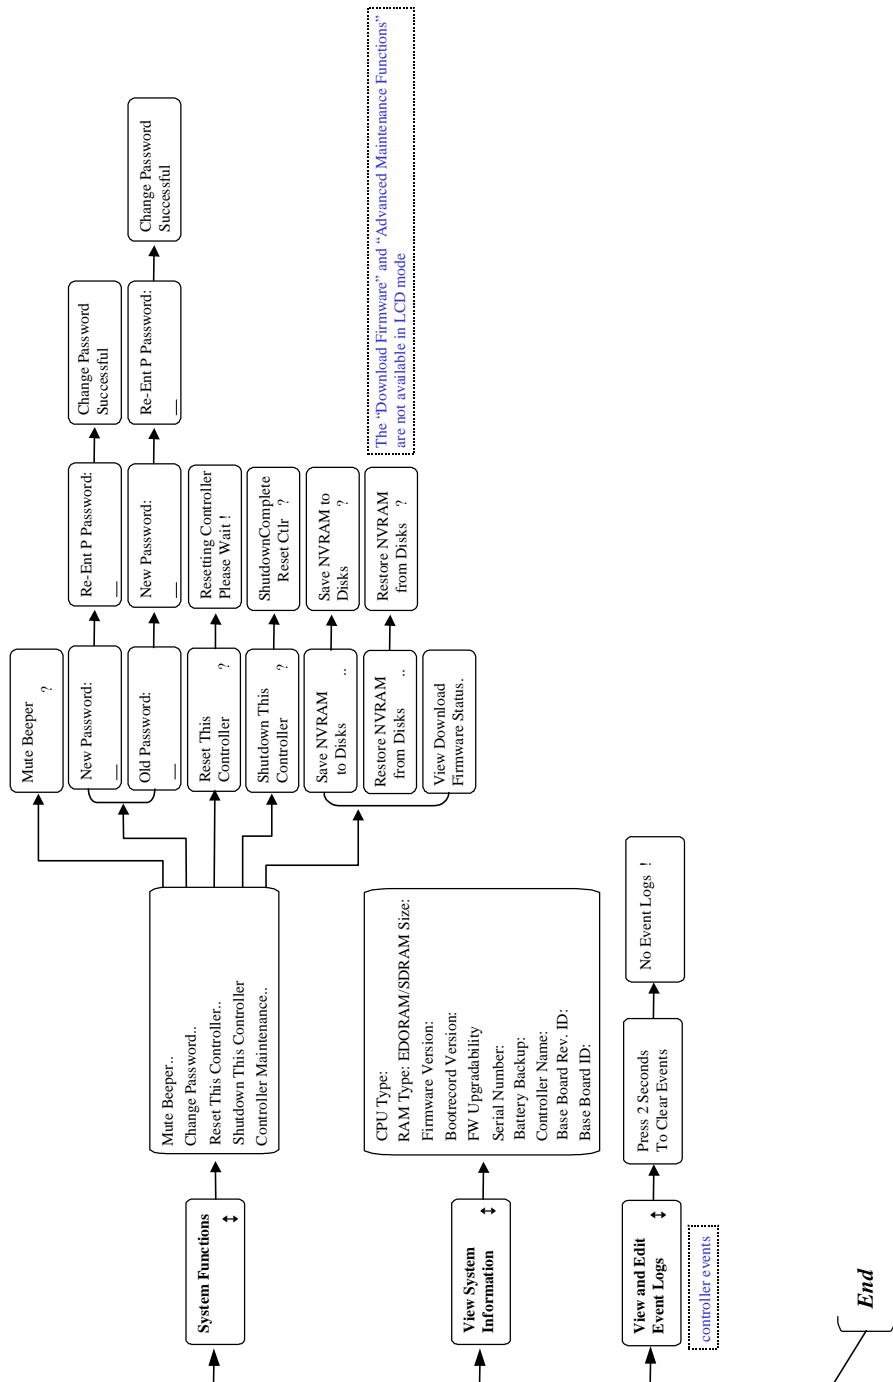 System Functions
↕
Mute Beeper..
Change Password..
Reset This Controller..
Shutdown This Controller
Controller Maintenance..
Mute Beeper
?
New Password:
__
Re-Ent P Password:
__
Change Password
Successful
Old Password:
__
New Password:
__
Re-Ent P Password:
__
Change Password
Successful
Reset This
Controller ?
Resetting Controller
Please Wait !
Shutdown This
Controller ?
ShutdownComplete
Reset Ctlr ?
Save NVRAM
to Disks ..
Save NVRAM to
Disks ?
Restore NVRAM
from Disks ..
Restore NVRAM
from Disks ?
View Download
Firmware Status.
The “Download Firmware” and “Advanced Maintenance Functions”
are not available in LCD mode
View System
Information ↕
CPU Type:
RAM Type: EDORAM/SDRAM Size:
Firmware Version:
Bootrecord Version:
FW Upgradability
Serial Number:
Battery Backup:
Controller Name:
Base Board Rev. ID:
Base Board ID:
View and Edit
Event Logs ↕
Press 2 Seconds
To Clear Events
No Event Logs !
controller events
End